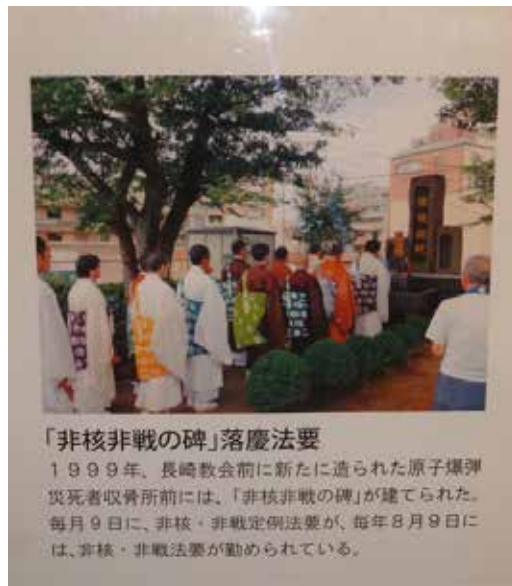 「非核非戦の碑」落慶法要
1999年、長崎教会前に新たに造られた原子爆弾
災死者収骨所前には、「非核非戦の碑」が建てられた。
毎月9日に、非核・非戦定例法要が、毎年8月9日に
は、非核・非戦法要が勤められている。